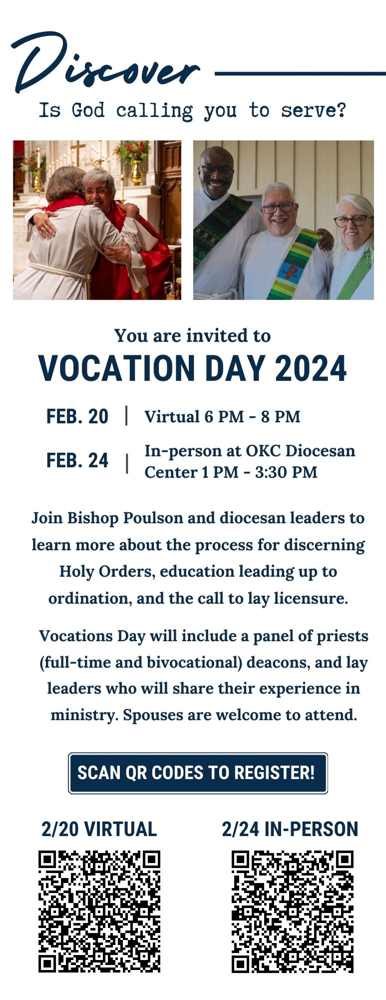 Discover
Is God calling you to serve?
You are invited to
VOCATION DAY 2024
FEB. 20 | Virtual 6 PM - 8 PM
FEB. 24 | In-person at OKC Diocesan
Center 1 PM - 3:30 PM
Join Bishop Poulson and diocesan leaders to
learn more about the process for discerning
Holy Orders, education leading up to
ordination, and the call to lay licensure.
Vocations Day will include a panel of priests
(full-time and bivocational) deacons, and lay
leaders who will share their experience in
ministry. Spouses are welcome to attend.
SCAN QR CODES TO REGISTER!
2/20 VIRTUAL
2/24 IN-PERSON